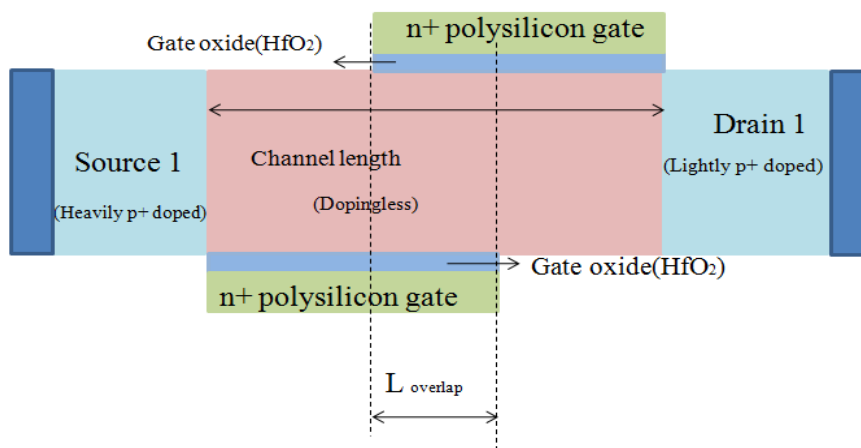 n+ polysilicon gate
Gate oxide(HfO₂)
Source 1
(Heavily p+ doped)
Channel length
(Dopingless)
Drain 1
(Lightly p+ doped)
Gate oxide(HfO₂)
n+ polysilicon gate
L overlap